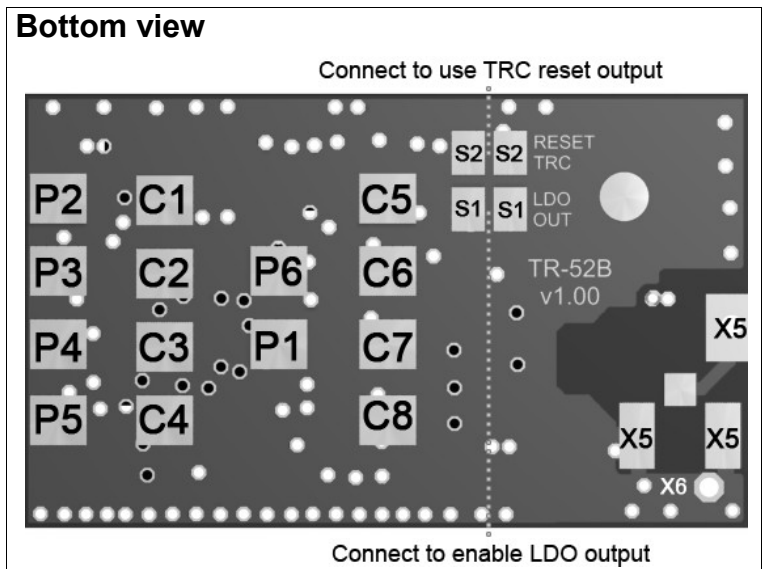 Bottom view
Connect to use TRC reset output
S2 S2 RESET
TRC
P2 C1 C5 S1 S1 LDO
OUT
P3 C2 P6 C6 TR-52B
v1.00
P4 C3 P1 C7 X5
P5 C4 C8 X5 X5
X6
Connect to enable LDO output